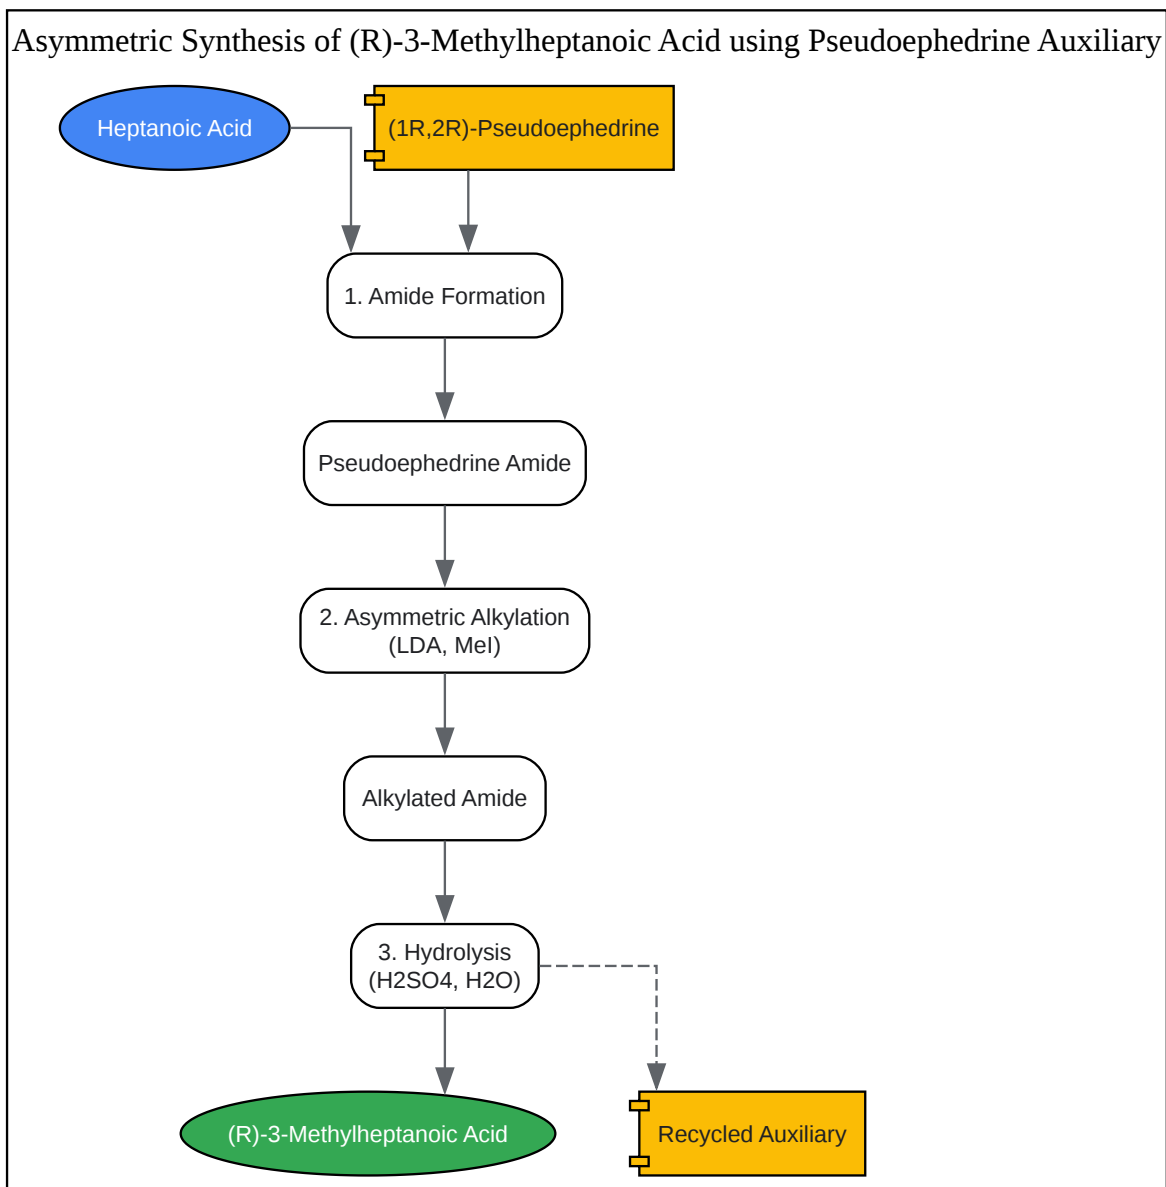 Asymmetric Synthesis of (R)-3-Methylheptanoic Acid using Pseudoephedrine Auxiliary
Heptanoic Acid
(1R,2R)-Pseudoephedrine
1. Amide Formation
Pseudoephedrine Amide
2. Asymmetric Alkylation
(LDA, MeI)
Alkylated Amide
3. Hydrolysis
(H2SO4, H2O)
(R)-3-Methylheptanoic Acid
Recycled Auxiliary